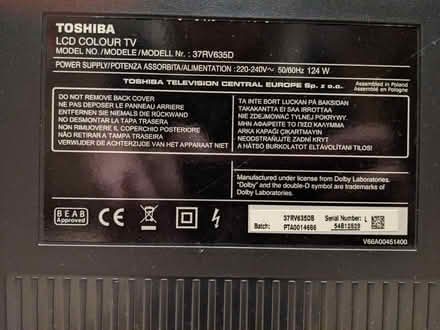 TOSHIBA
LCD COLOUR TV
MODEL NO. /MODELE/MODELL Nr. : 37RV635D
POWER SUPPLY/POTENZA ASSORBITA/ALIMENTATION : 220-240V~ 50/60Hz 124 W
TOSHIBA TELEVISION CENTRAL EUROPE Sp. z o.o.
Assembled in Poland
Assemblé en Pologne
DO NOT REMOVE BACK COVER
NE PAS DEPOSER LE PANNEAU ARRIERE
ENTFERNEN SIE NIEMALS DIE RÜCKWAND
NO DESMONTAR LA TAPA TRASERA
NON RIMUOVERE IL COPERCHIO POSTERIORE
NÃO RETIRAR A TAMPA TRASEIRA
VERWIJDER DE ACHTERZIJDE VAN HET APPARAAT NIET
TA INTE BORT LUCKAN PÅ BAKSIDAN
TAKAKANTTA EI SAA IRROTTAA
NIE ZDEJMOWAĆ TYLNEJ POKRYWY.
ΜΗΝ ΑΦΑΙΡΕΙΤΕ ΤΟ ΠΙΣΩ ΚΑΛΥΜΜΑ
ARKA KAPAĞI ÇIKARTMAYIN
NEODSTRAŇUJTE ZADNÍ KRYT
A HÁTSÓ BURKOLATOT ELTÁVOLÍTANI TILOS!
Manufactured under license from Dolby Laboratories.
"Dolby" and the double-D symbol are trademarks of
Dolby Laboratories.
BEAB
Approved
CE
37RV635DB
Serial Number: L
Batch:
PTA0014686
V66A00451400